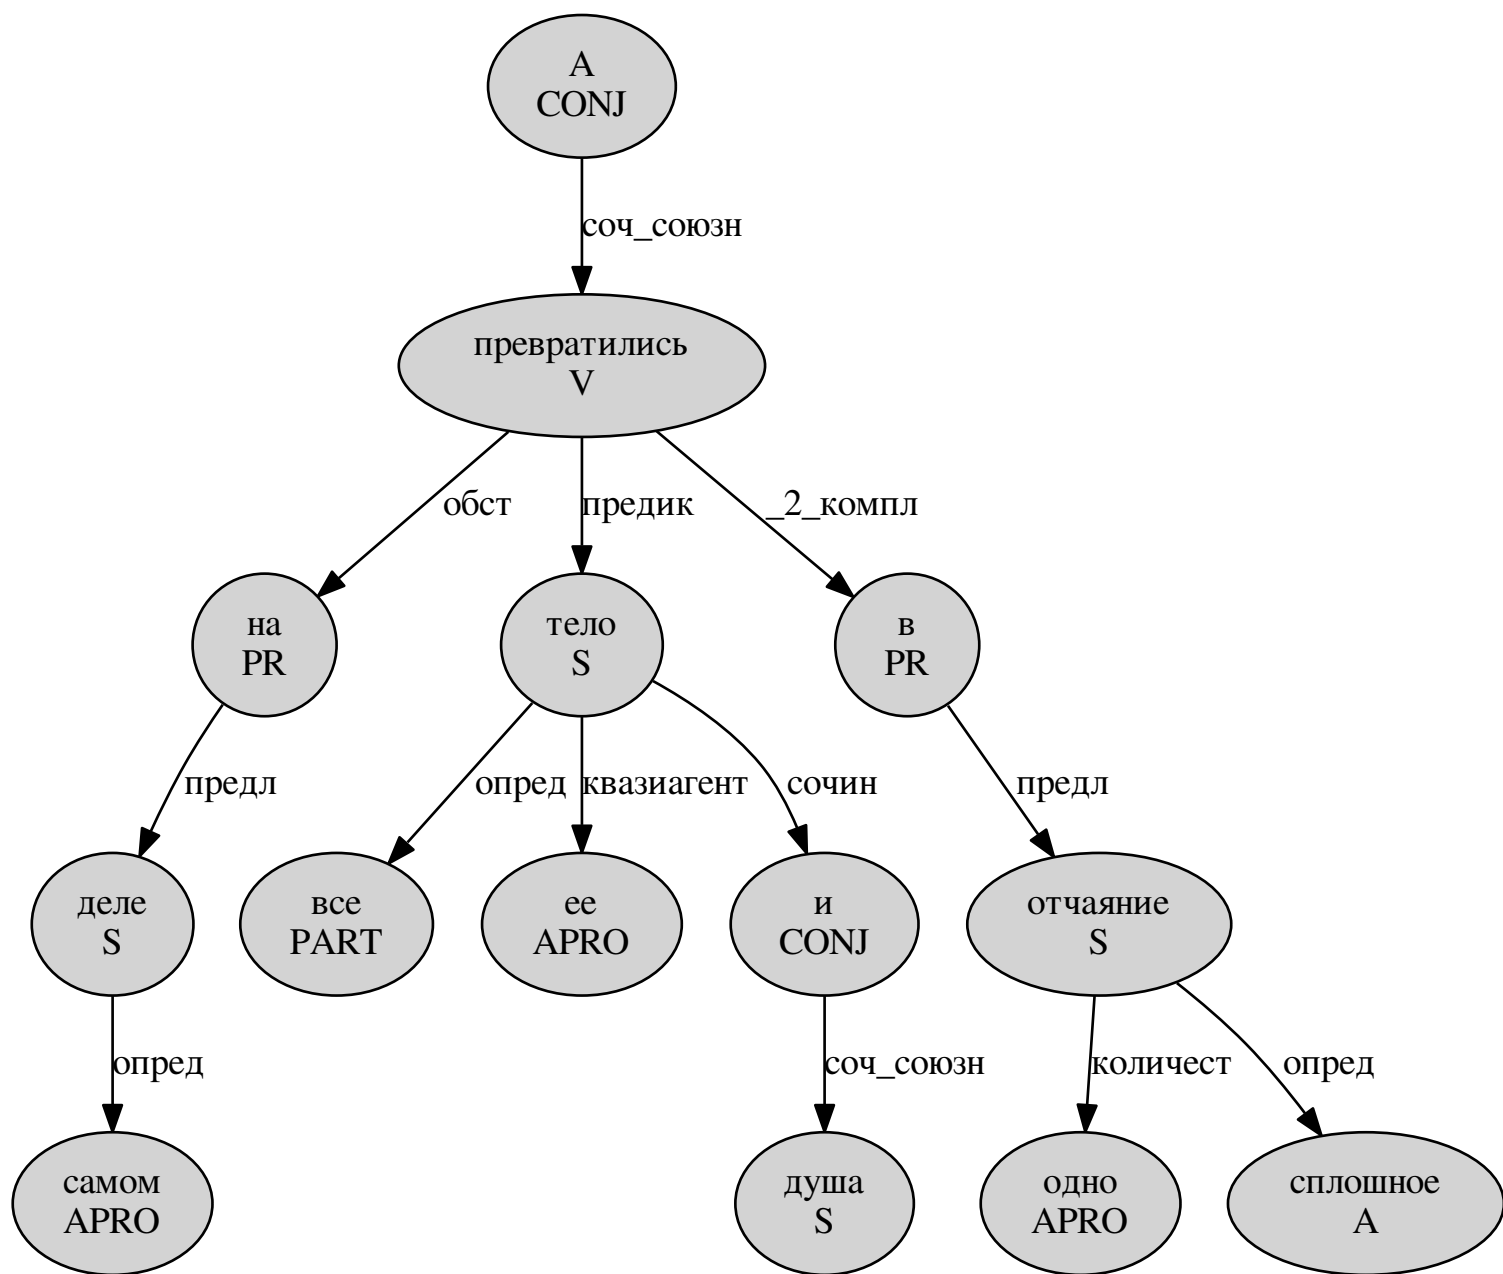 А
CONJ
соч_союзн
превратились
V
обст
предик
_2_компл
на
PR
тело
S
в
PR
предл
опред
квазиагент
сочин
предл
деле
S
все
PART
ее
APRO
и
CONJ
отчаяние
S
опред
соч_союзн
количест
опред
самом
APRO
душа
S
одно
APRO
сплошное
A